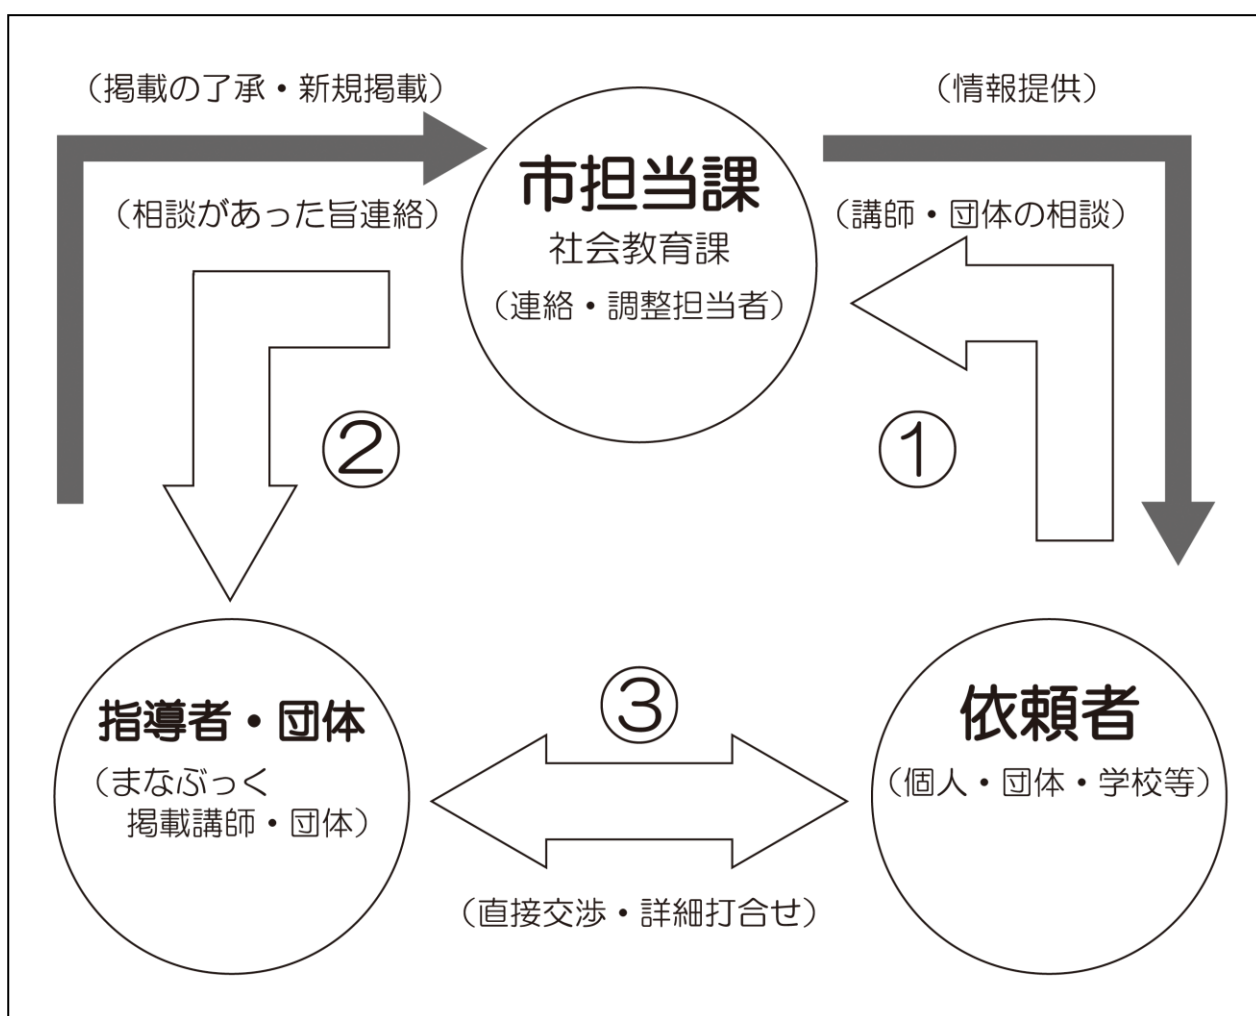 （掲載の了承・新規掲載）
（情報提供）
市担当課
社会教育課
（連絡・調整担当者）
（相談があった旨連絡）
（講師・団体の相談）
②
①
指導者・団体
（まなぶっく
掲載講師・団体）
③
（直接交渉・詳細打合せ）
依頼者
（個人・団体・学校等）